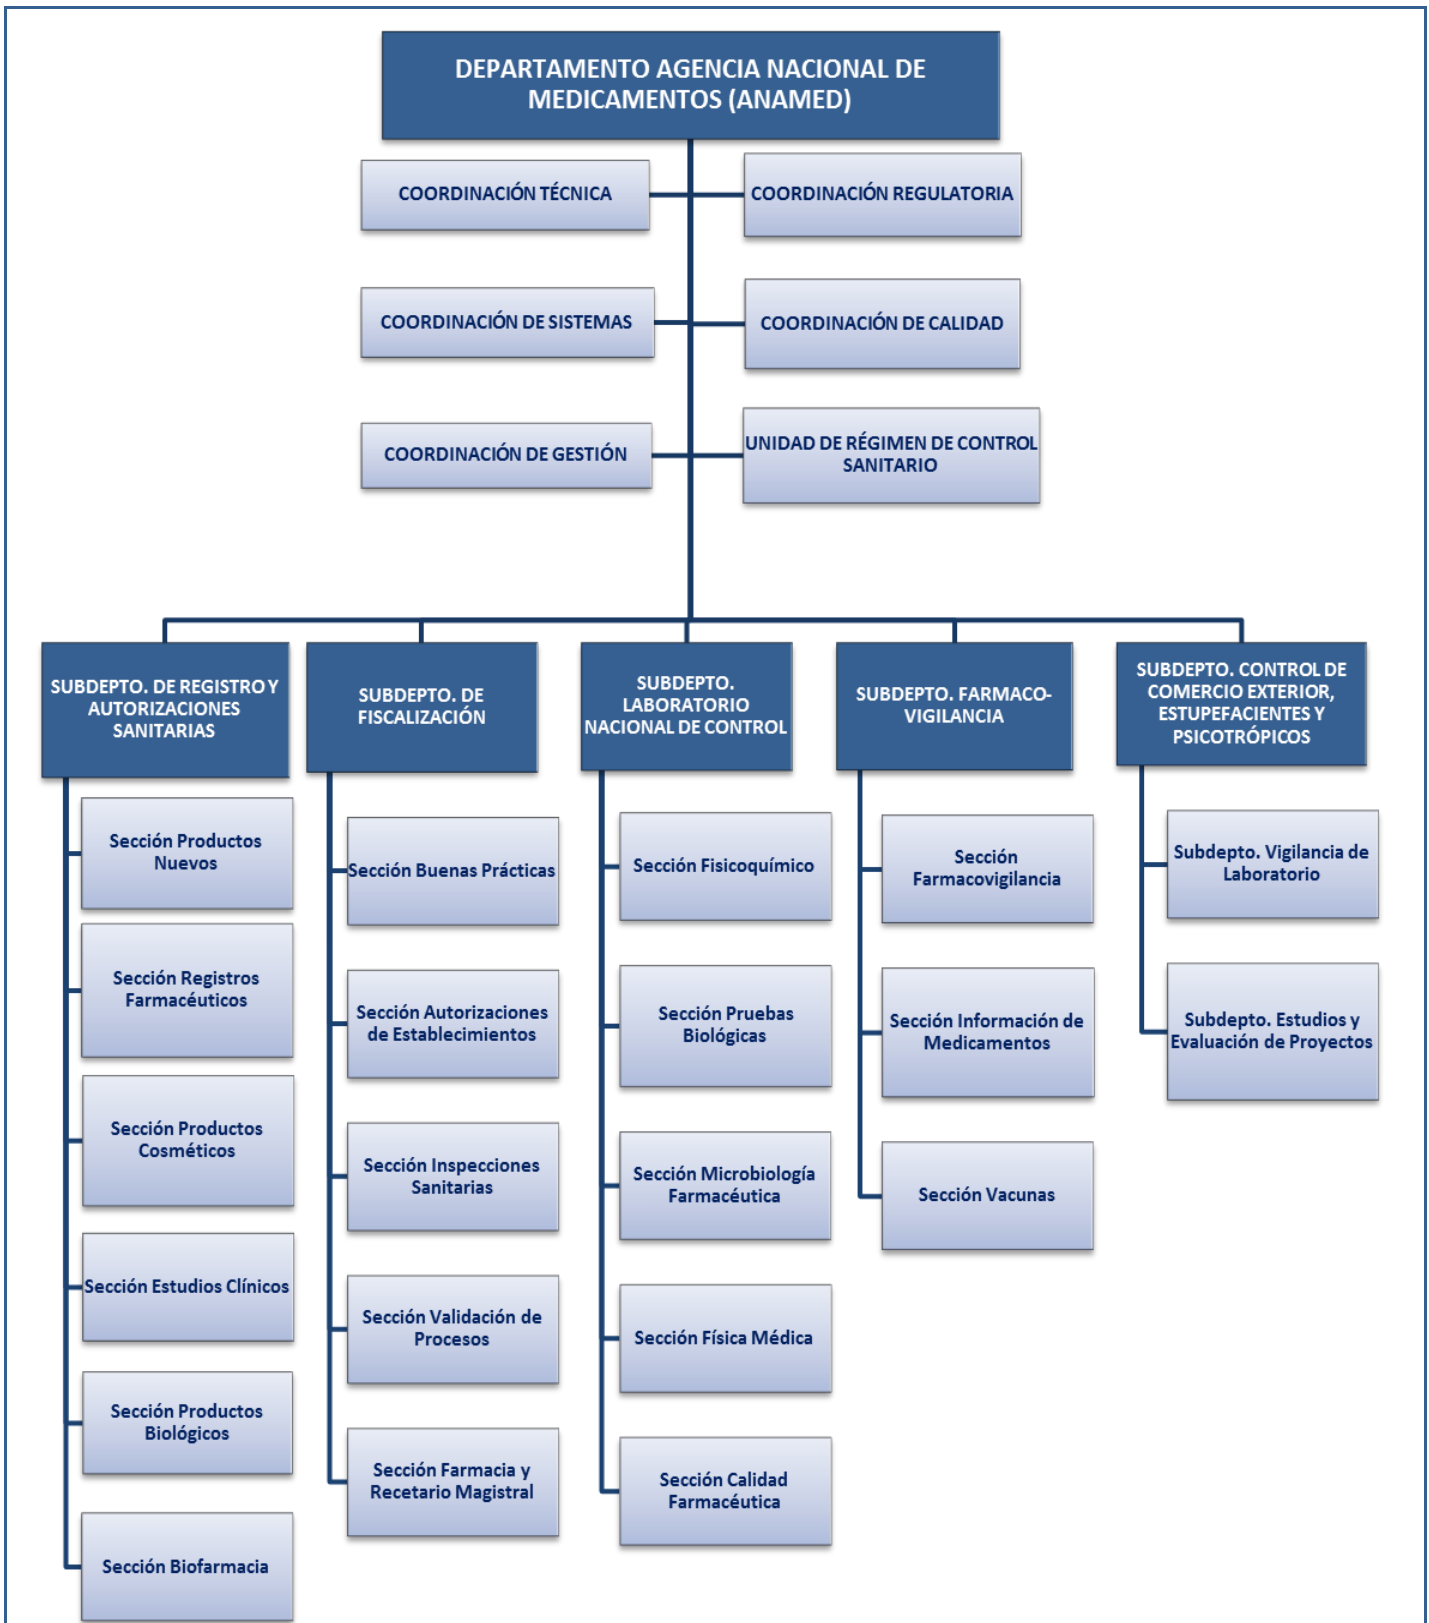 DEPARTAMENTO AGENCIA NACIONAL DE
MEDICAMENTOS (ANAMED)
COORDINACIÓN TÉCNICA
COORDINACIÓN REGULATORIA
COORDINACIÓN DE SISTEMAS
COORDINACIÓN DE CALIDAD
COORDINACIÓN DE GESTIÓN
UNIDAD DE RÉGIMEN DE CONTROL
SANITARIO
SUBDEPTO. DE REGISTRO Y
AUTORIZACIONES
SANITARIAS
Sección Productos
Nuevos
Sección Registros
Farmacéuticos
Sección Productos
Cosméticos
Sección Estudios Clínicos
Sección Productos
Biológicos
Sección Biofarmacia
SUBDEPTO. DE
FISCALIZACIÓN
Sección Buenas Prácticas
Sección Autorizaciones
de Establecimientos
Sección Inspecciones
Sanitarias
Sección Validación de
Procesos
Sección Farmacia y
Recetario Magistral
SUBDEPTO.
LABORATORIO
NACIONAL DE CONTROL
Sección Fisicoquímico
Sección Pruebas
Biológicas
Sección Microbiología
Farmacéutica
Sección Física Médica
Sección Calidad
Farmacéutica
SUBDEPTO. FARMACO-
VIGILANCIA
Sección
Farmacovigilancia
Sección Información de
Medicamentos
Sección Vacunas
SUBDEPTO. CONTROL DE
COMERCIO EXTERIOR,
ESTUPEFACIENTES Y
PSICOTRÓPICOS
Subdepto. Vigilancia de
Laboratorio
Subdepto. Estudios y
Evaluación de Proyectos